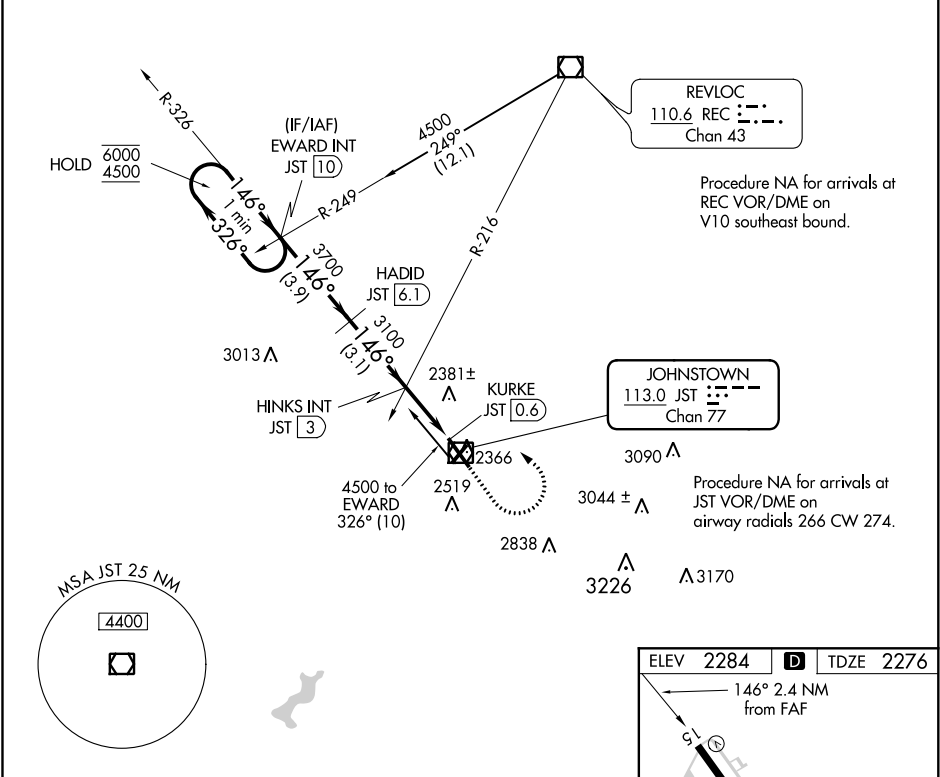 REVLOC
110.6 REC
Chan 43
4500
249°
(12.1)
R-326
(IF/IAF)
EWARD INT
JST 10
HOLD 6000
4500
146°
1 min
326°
R-249
R-216
Procedure NA for arrivals at
REC VOR/DME on
V10 southeast bound.
3700
146°
(3.9)
HADID
JST 6.1
3100
146°
(3.1)
3013
2381±
KURKE
JST 0.6
JOHNSTOWN
113.0 JST
Chan 77
HINKS INT
JST 3
2366
3090
4500 to
EWARD
326° (10)
2519
3044 ±
Procedure NA for arrivals at
JST VOR/DME on
airway radials 266 CW 274.
2838
3226
3170
MSA JST 25 NM
4400
ELEV 2284 D TDZE 2276
146° 2.4 NM
from FAF
15
V